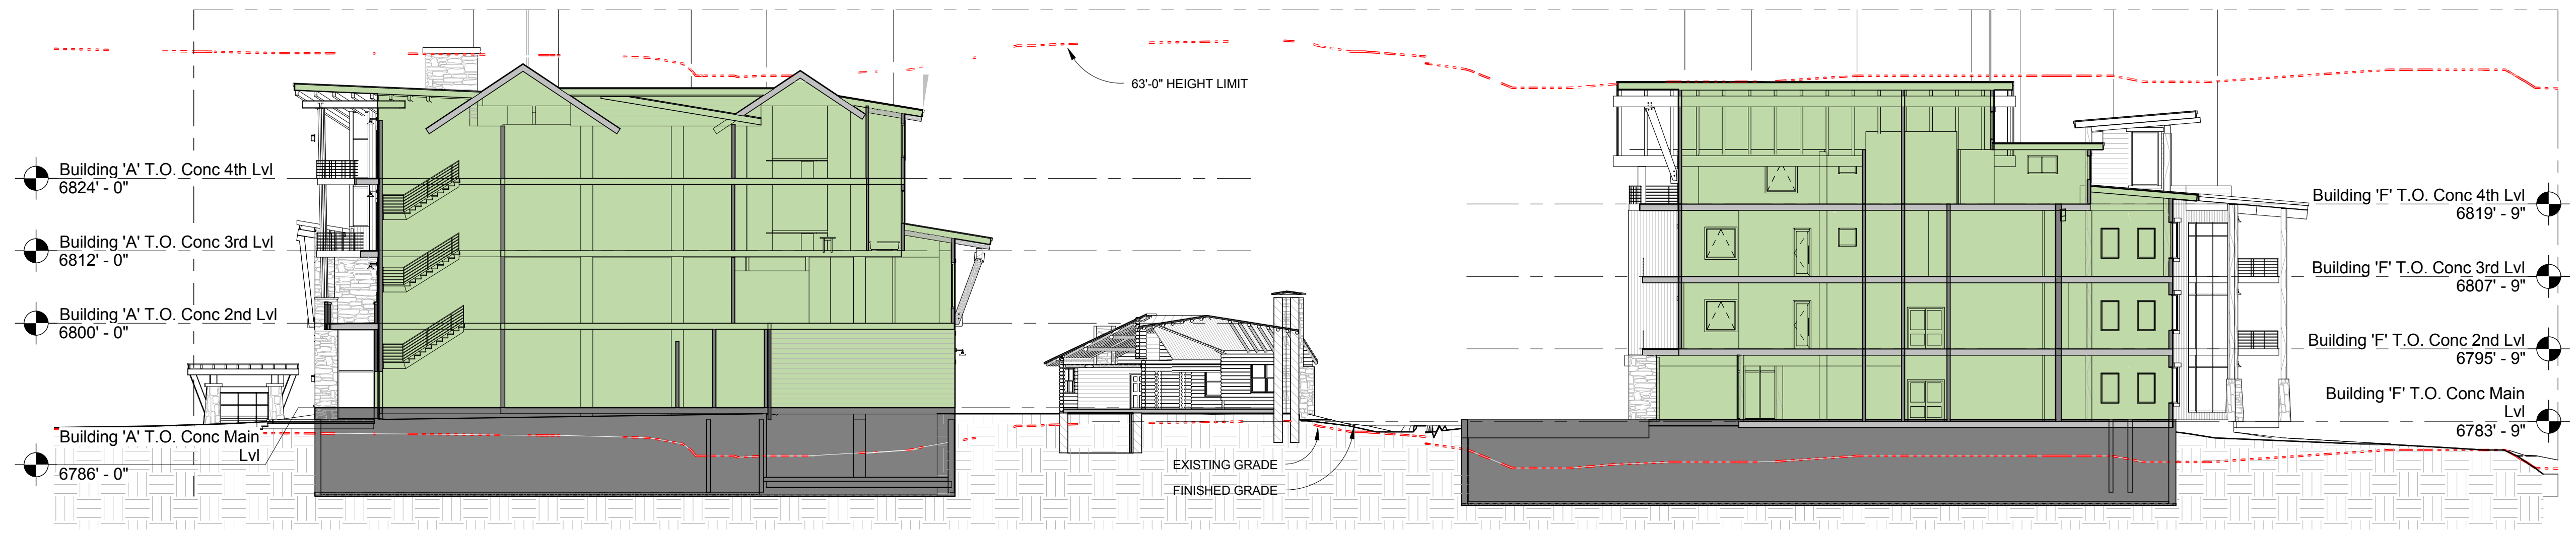 63'-0" HEIGHT LIMIT
Building 'A' T.O. Conc 4th Lvl
6824' - 0"
Building 'A' T.O. Conc 3rd Lvl
6812' - 0"
Building 'A' T.O. Conc 2nd Lvl
6800' - 0"
Building 'A' T.O. Conc Main
Lvl
6786' - 0"
EXISTING GRADE
FINISHED GRADE
Building 'F' T.O. Conc 4th Lvl
6819' - 9"
Building 'F' T.O. Conc 3rd Lvl
6807' - 9"
Building 'F' T.O. Conc 2nd Lvl
6795' - 9"
Building 'F' T.O. Conc Main
Lvl
6783' - 9"